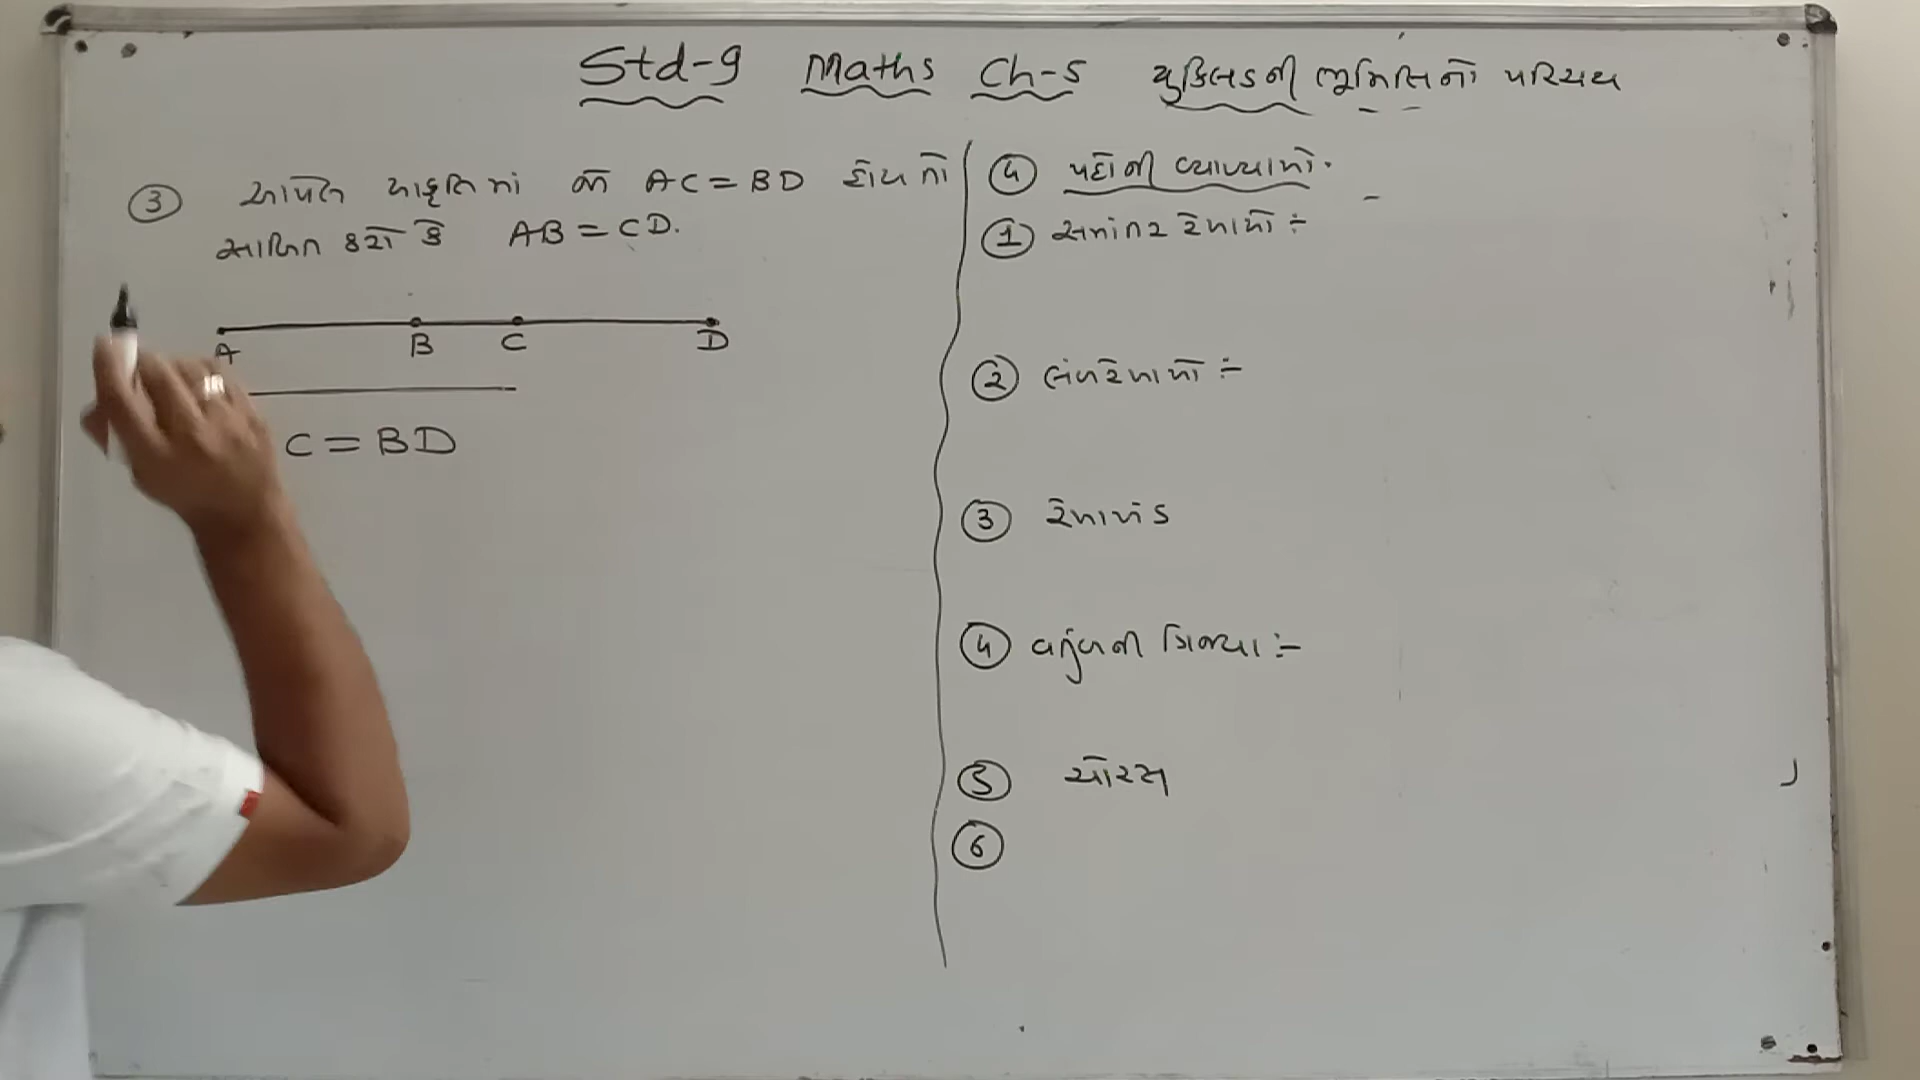 Std-9 Maths Ch-5 યુક્લિડની ભૂમિતિનો પરિચય
③ આપેલ આકૃતિમાં જો AC = BD હોય તો
સાબિત કરો કે AB = CD.
A B C D
C = BD
④ પદોની વ્યાખ્યાઓ.
① સમાંતર રેખાઓ :-
② લંબરેખાઓ :-
③ રેખાખંડ
④ વર્તુળની ત્રિજ્યા :-
⑤ ચોરસ
⑥